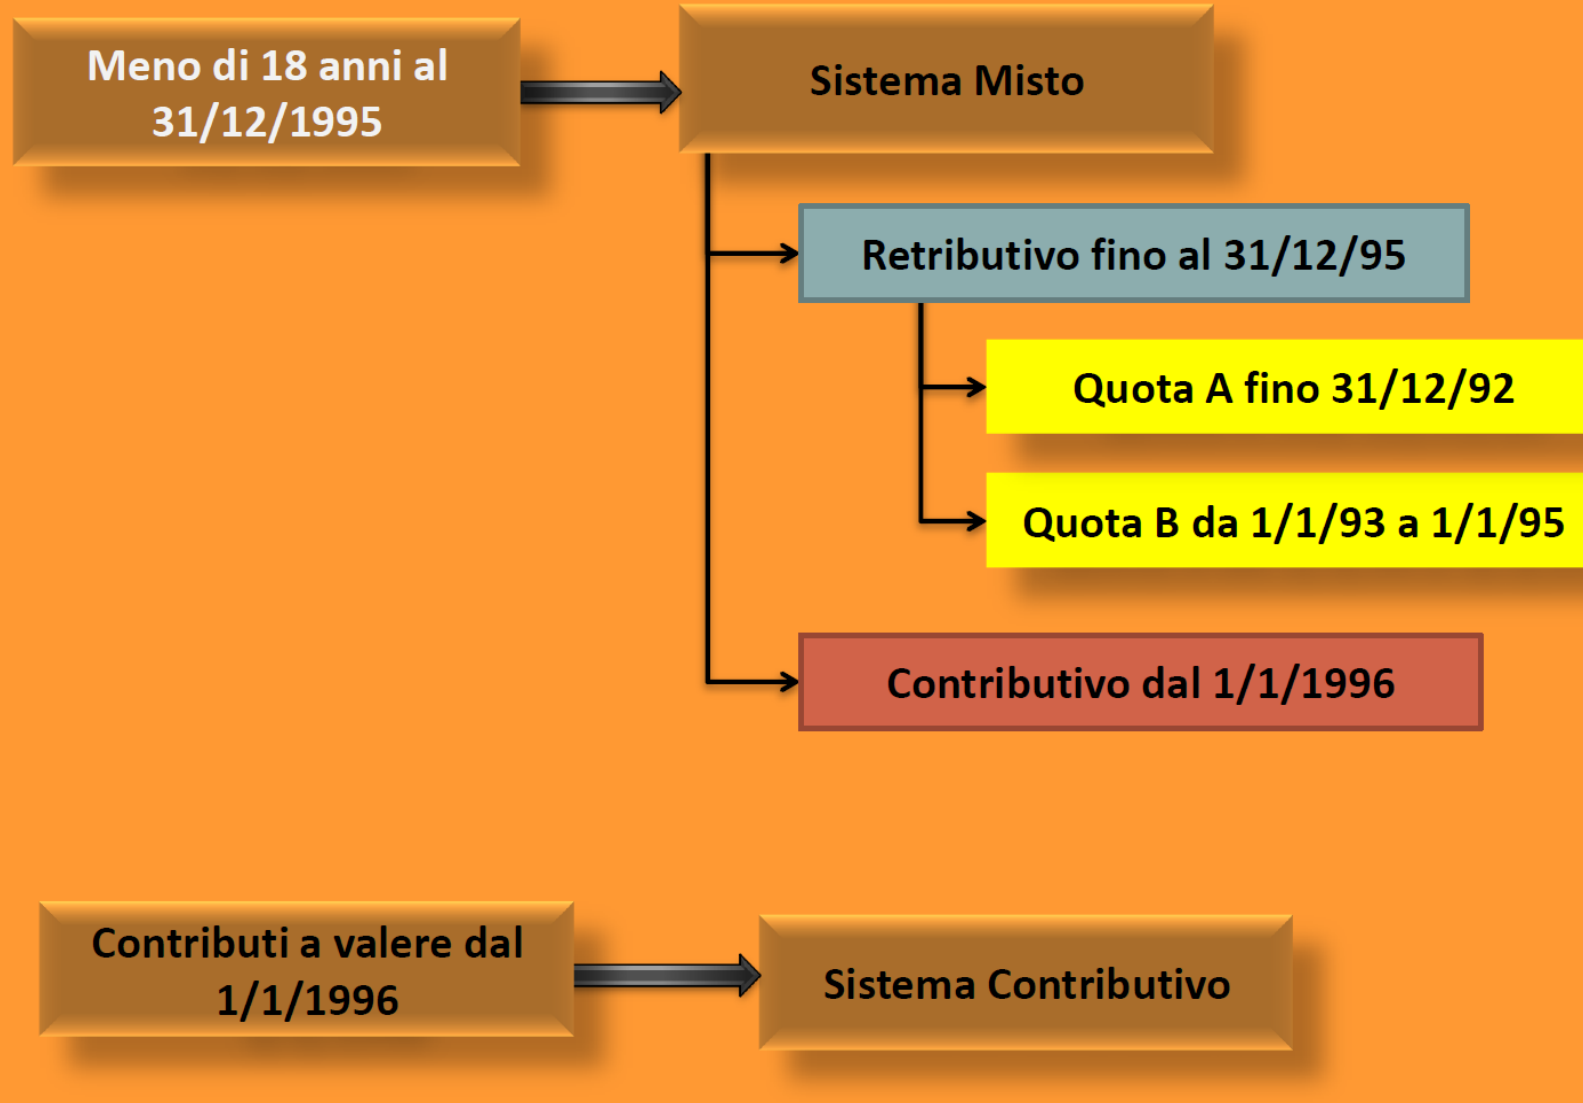 Meno di 18 anni al
31/12/1995
Sistema Misto
Retributivo fino al 31/12/95
Quota A fino 31/12/92
Quota B da 1/1/93 a 1/1/95
Contributivo dal 1/1/1996
Contributi a valere dal
1/1/1996
Sistema Contributivo